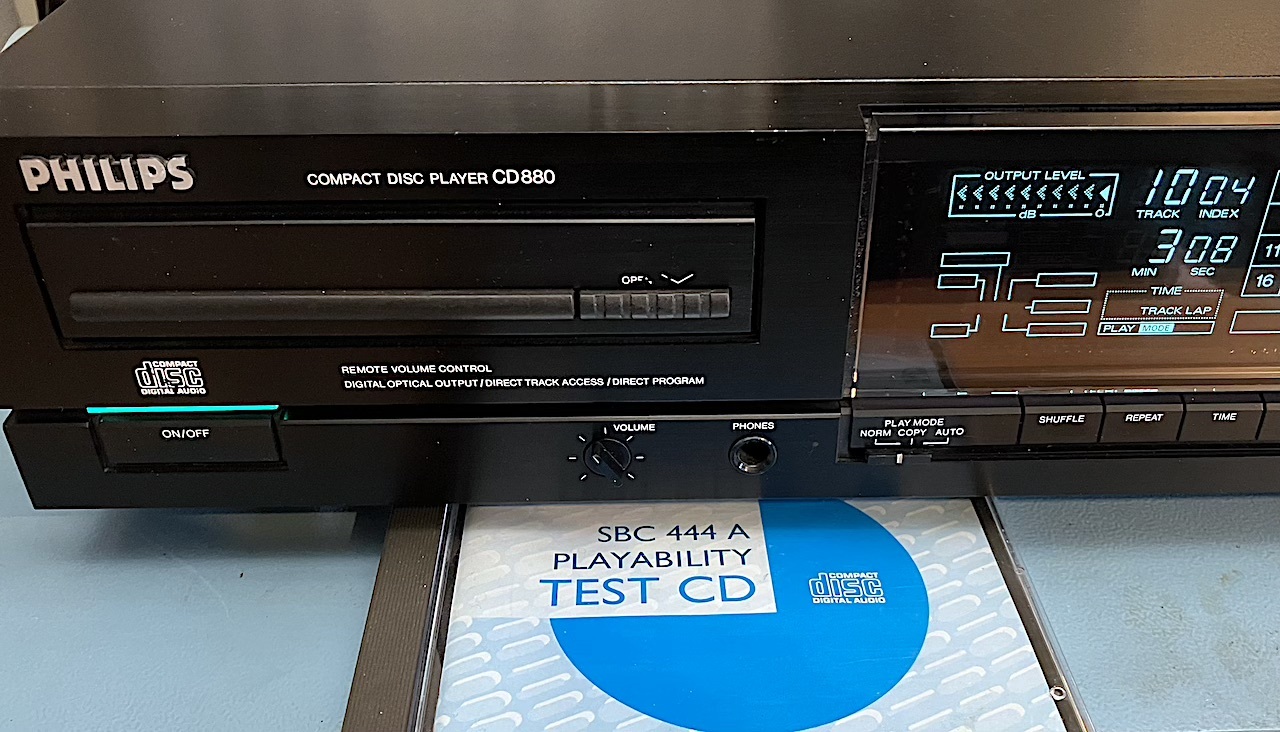 PHILIPS
COMPACT DISC PLAYER CD880
OUTPUT LEVEL
dB 0
10 04
TRACK INDEX
3 08
MIN SEC
11
16
TIME
TRACK LAP
PLAY MODE
COMPACT
disc
DIGITAL AUDIO
REMOTE VOLUME CONTROL
DIGITAL OPTICAL OUTPUT / DIRECT TRACK ACCESS / DIRECT PROGRAM
ON/OFF
VOLUME
PHONES
PLAY MODE
NORM COPY AUTO
SHUFFLE
REPEAT
TIME
SBC 444 A
PLAYABILITY
TEST CD
COMPACT
disc
DIGITAL AUDIO